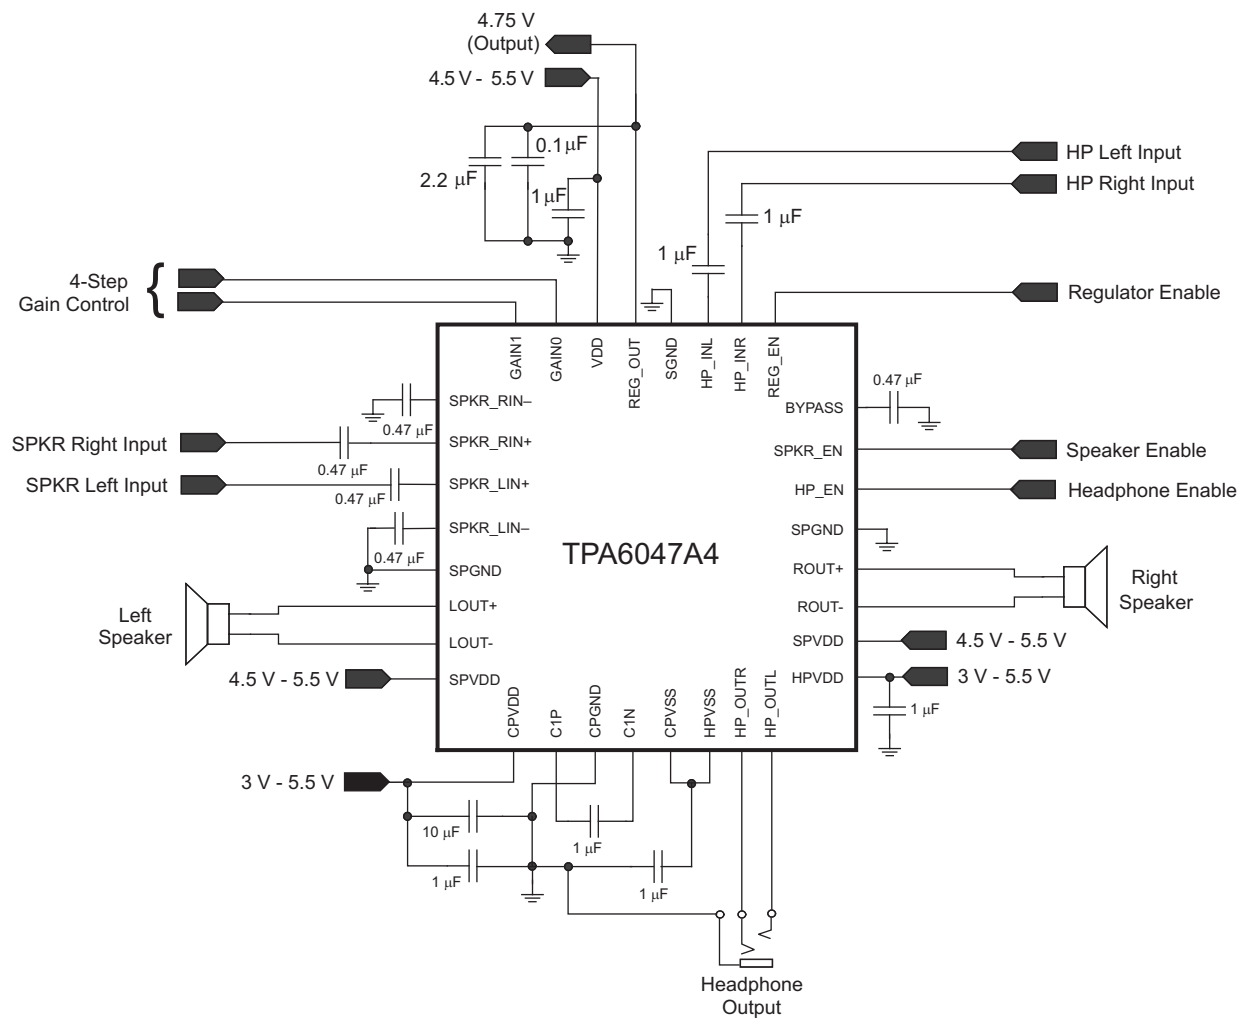 4.75 V
(Output)
4.5 V - 5.5 V
0.1 μF
2.2 μF
1 μF
HP Left Input
HP Right Input
1 μF
1 μF
4-Step
Gain Control
{
Regulator Enable
GAIN1
GAIN0
VDD
REG_OUT
SGND
HP_INL
HP_INR
REG_EN
0.47 μF
SPKR_RIN–
BYPASS
0.47 μF
SPKR Right Input
SPKR_RIN+
SPKR_EN
Speaker Enable
0.47 μF
SPKR Left Input
SPKR_LIN+
HP_EN
Headphone Enable
0.47 μF
SPKR_LIN–
SPGND
0.47 μF
TPA6047A4
SPGND
ROUT+
Right
Speaker
Left
Speaker
LOUT+
ROUT-
LOUT-
SPVDD
4.5 V - 5.5 V
4.5 V - 5.5 V
SPVDD
HPVDD
3 V - 5.5 V
1 μF
CPVDD
C1P
CPGND
C1N
CPVSS
HPVSS
HP_OUTR
HP_OUTL
3 V - 5.5 V
10 μF
1 μF
1 μF
1 μF
Headphone
Output